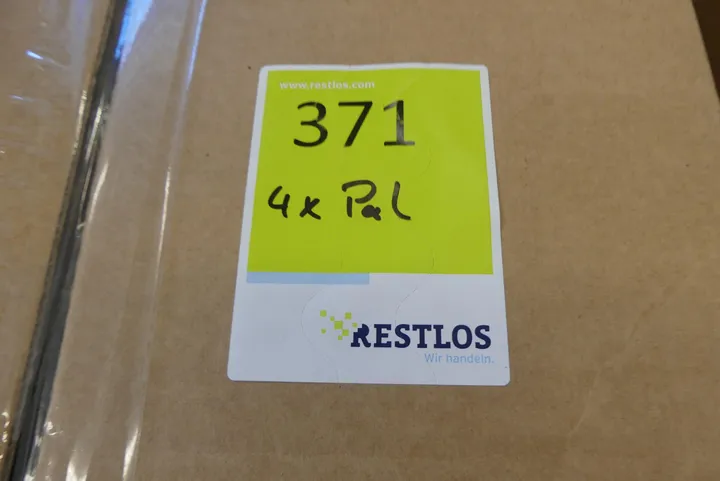 www.restlos.com
371
4x Pal
RESTLOS
Wir handeln.